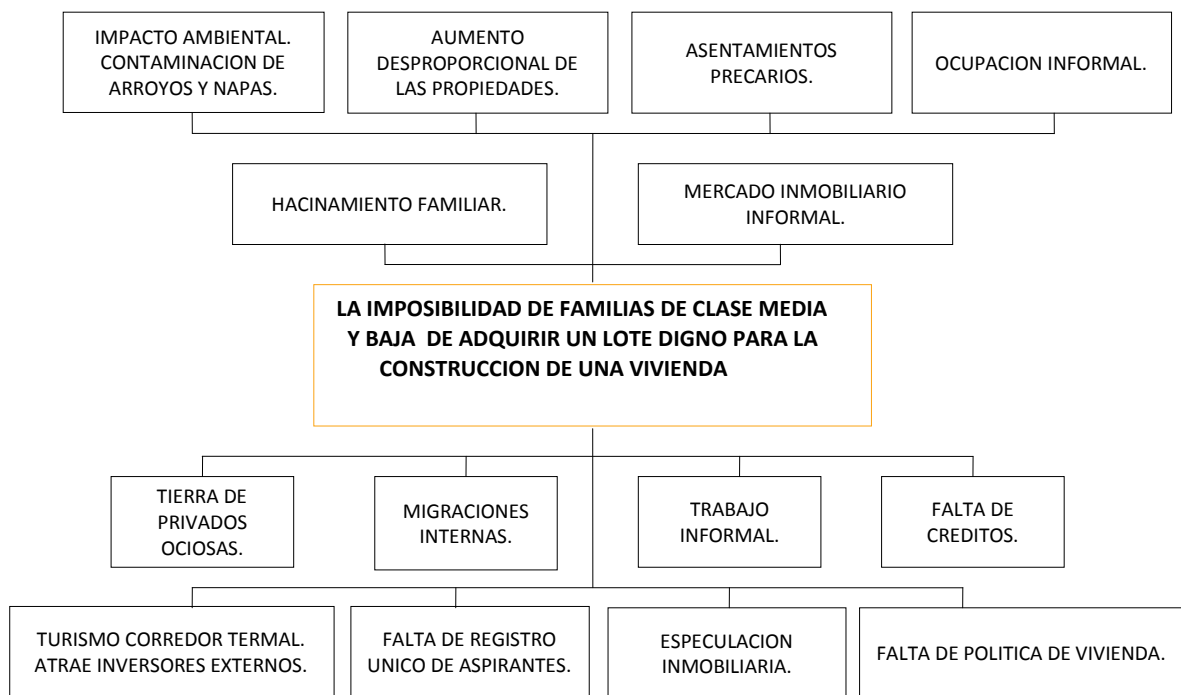 IMPACTO AMBIENTAL.
CONTAMINACION DE
ARROYOS Y NAPAS.
AUMENTO
DESPROPORCIONAL DE
LAS PROPIEDADES.
ASENTAMIENTOS
PRECARIOS.
OCUPACION INFORMAL.
HACINAMIENTO FAMILIAR.
MERCADO INMOBILIARIO
INFORMAL.
LA IMPOSIBILIDAD DE FAMILIAS DE CLASE MEDIA
Y BAJA DE ADQUIRIR UN LOTE DIGNO PARA LA
CONSTRUCCION DE UNA VIVIENDA
TIERRA DE
PRIVADOS
OCIOSAS.
MIGRACIONES
INTERNAS.
TRABAJO
INFORMAL.
FALTA DE
CREDITOS.
TURISMO CORREDOR TERMAL.
ATRAE INVERSORES EXTERNOS.
FALTA DE REGISTRO
UNICO DE ASPIRANTES.
ESPECULACION
INMOBILIARIA.
FALTA DE POLITICA DE VIVIENDA.